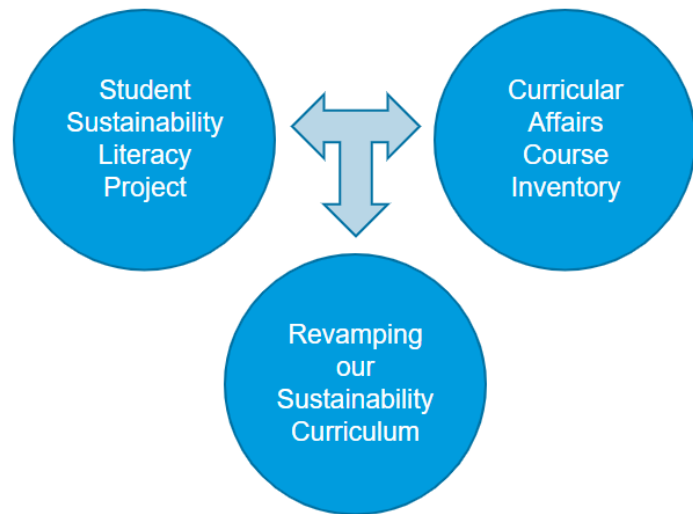 Student
Sustainability
Literacy
Project
Curricular
Affairs
Course
Inventory
Revamping
our
Sustainability
Curriculum